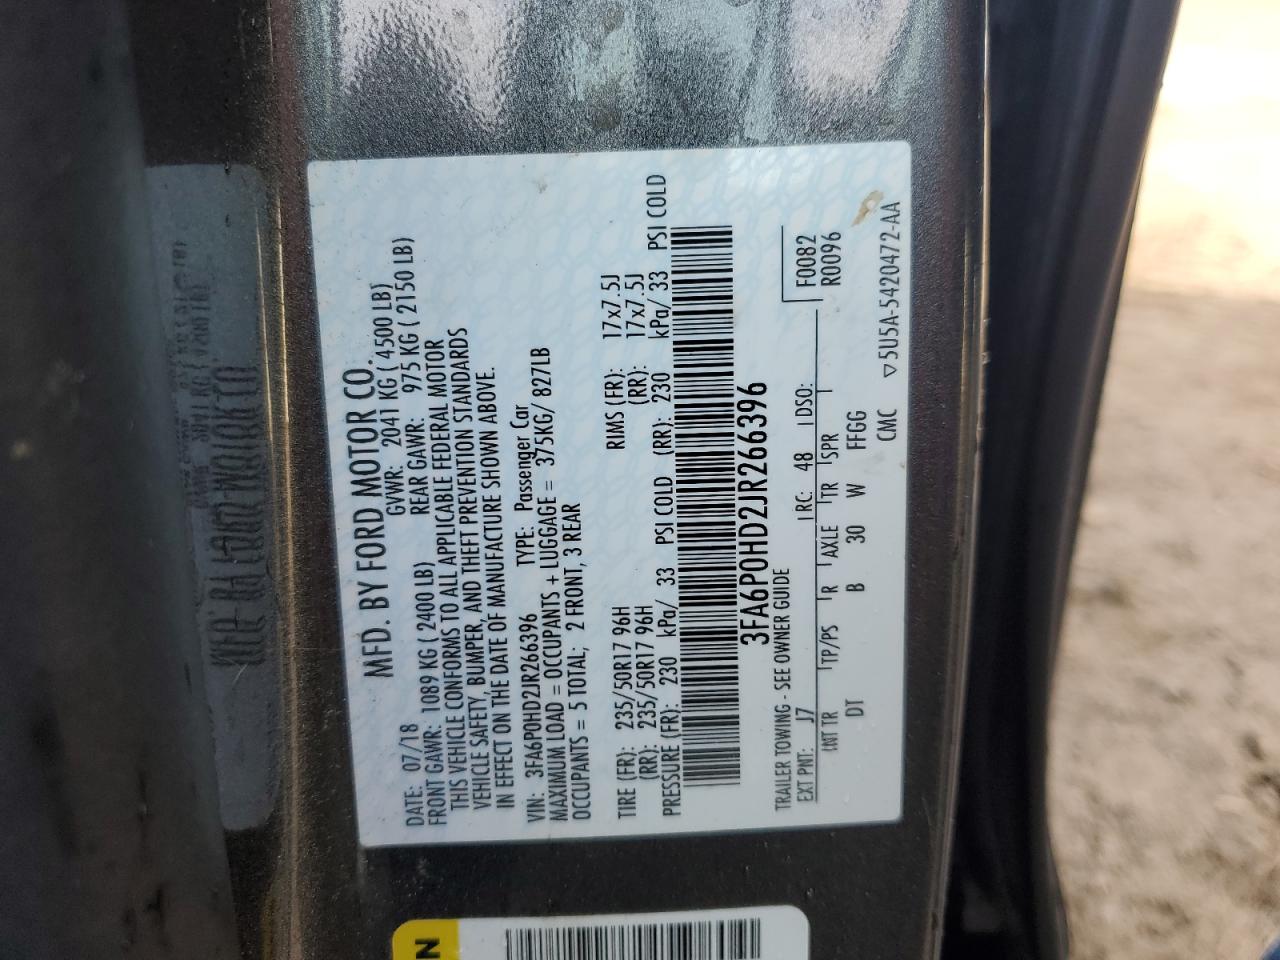 MFD. BY FORD MOTOR CO.
DATE: 07/18 GVWR: 2041 KG ( 4500 LB)
FRONT GAWR: 1089 KG ( 2400 LB) REAR GAWR: 975 KG ( 2150 LB)
THIS VEHICLE CONFORMS TO ALL APPLICABLE FEDERAL MOTOR
VEHICLE SAFETY, BUMPER, AND THEFT PREVENTION STANDARDS
IN EFFECT ON THE DATE OF MANUFACTURE SHOWN ABOVE.
VIN: 3FA6P0HD2JR266396 TYPE: Passenger Car
MAXIMUM LOAD = OCCUPANTS + LUGGAGE = 375KG/ 827LB
OCCUPANTS = 5 TOTAL; 2 FRONT, 3 REAR
TIRE (FR): 235/50R17 96H RIMS (FR): 17x7.5J
(RR): 235/50R17 96H (RR): 17x7.5J
PRESSURE (FR): 230 kPa/ 33 PSI COLD (RR): 230 kPa/ 33 PSI COLD
3FA6P0HD2JR266396
TRAILER TOWING - SEE OWNER GUIDE
F0082
R0096
EXT PNT: J7 RC: 48 DSO:
INT TR TP/PS R AXLE TR SPR
DT B 30 W FFGG
CMC ▽5U5A-5420472-AA
N